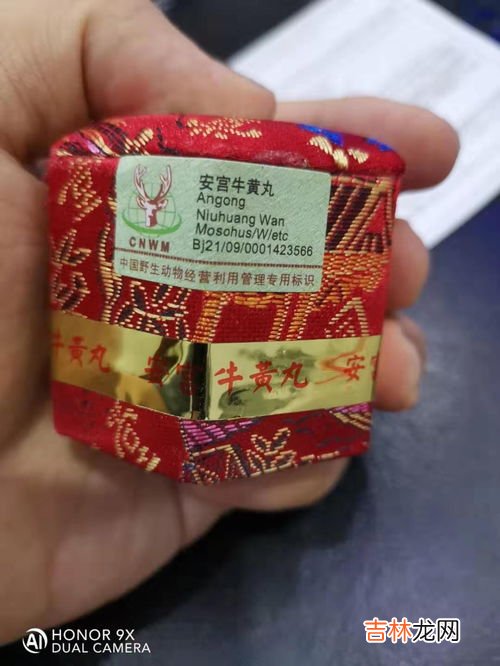 安宫牛黄丸
Angong
Niuhuang Wan
Mosohus/W/etc
Bj21/09/0001423566
CNWM
中国野生动物经营利用管理专用标识
牛黄丸 安宫 牛黄丸 安
HONOR 9X
DUAL CAMERA
吉林龙网